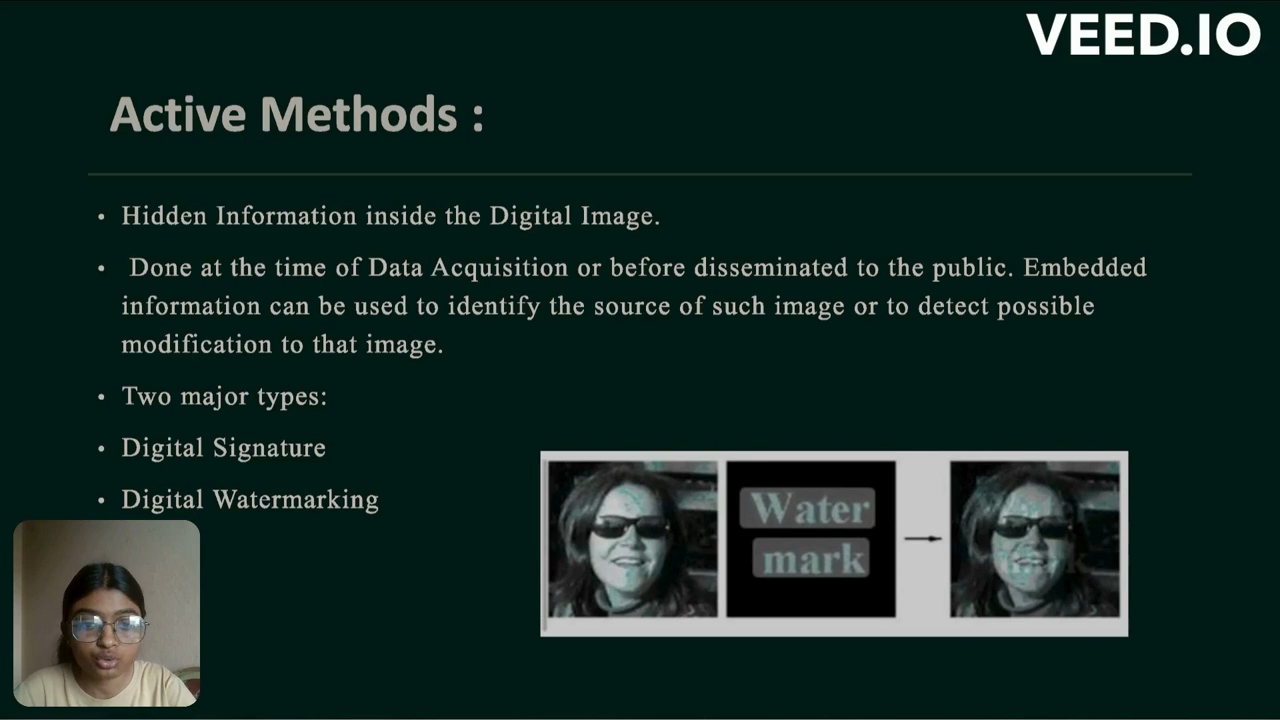 VEED.IO
Active Methods :
• Hidden Information inside the Digital Image.
• Done at the time of Data Acquisition or before disseminated to the public. Embedded
information can be used to identify the source of such image or to detect possible
modification to that image.
• Two major types:
• Digital Signature
• Digital Watermarking
Water
mark